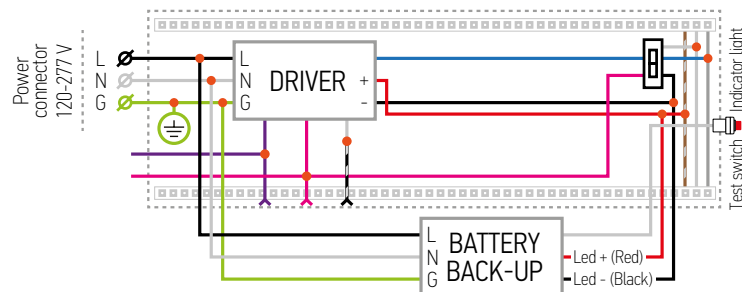 Power
connector
120-277 V
L
N
G
L
N
G
DRIVER
+
-
Test switch
Indicator light
L
N
G
BATTERY
BACK-UP
Led + (Red)
Led - (Black)